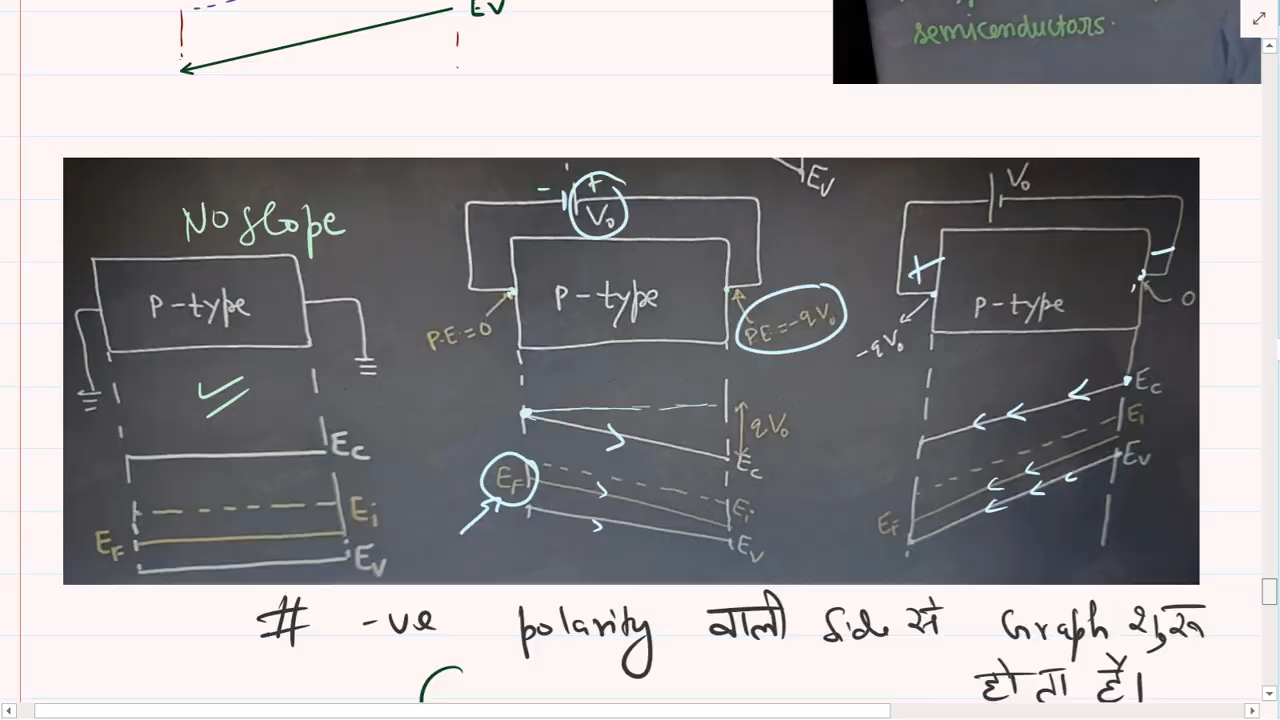 EV
semiconductors.
No slope
P-type
Ec
Ei
EF
Ev
- +
V₀
P-type
P.E.=0
P.E.=-qV₀
qV₀
Ec
EF
Ei
Ev
Ev
V₀
+ -
P-type
-qV₀
0
Ec
Ei
Ev
EF
# -ve polarity वाली side से Graph शुरू
होता है।